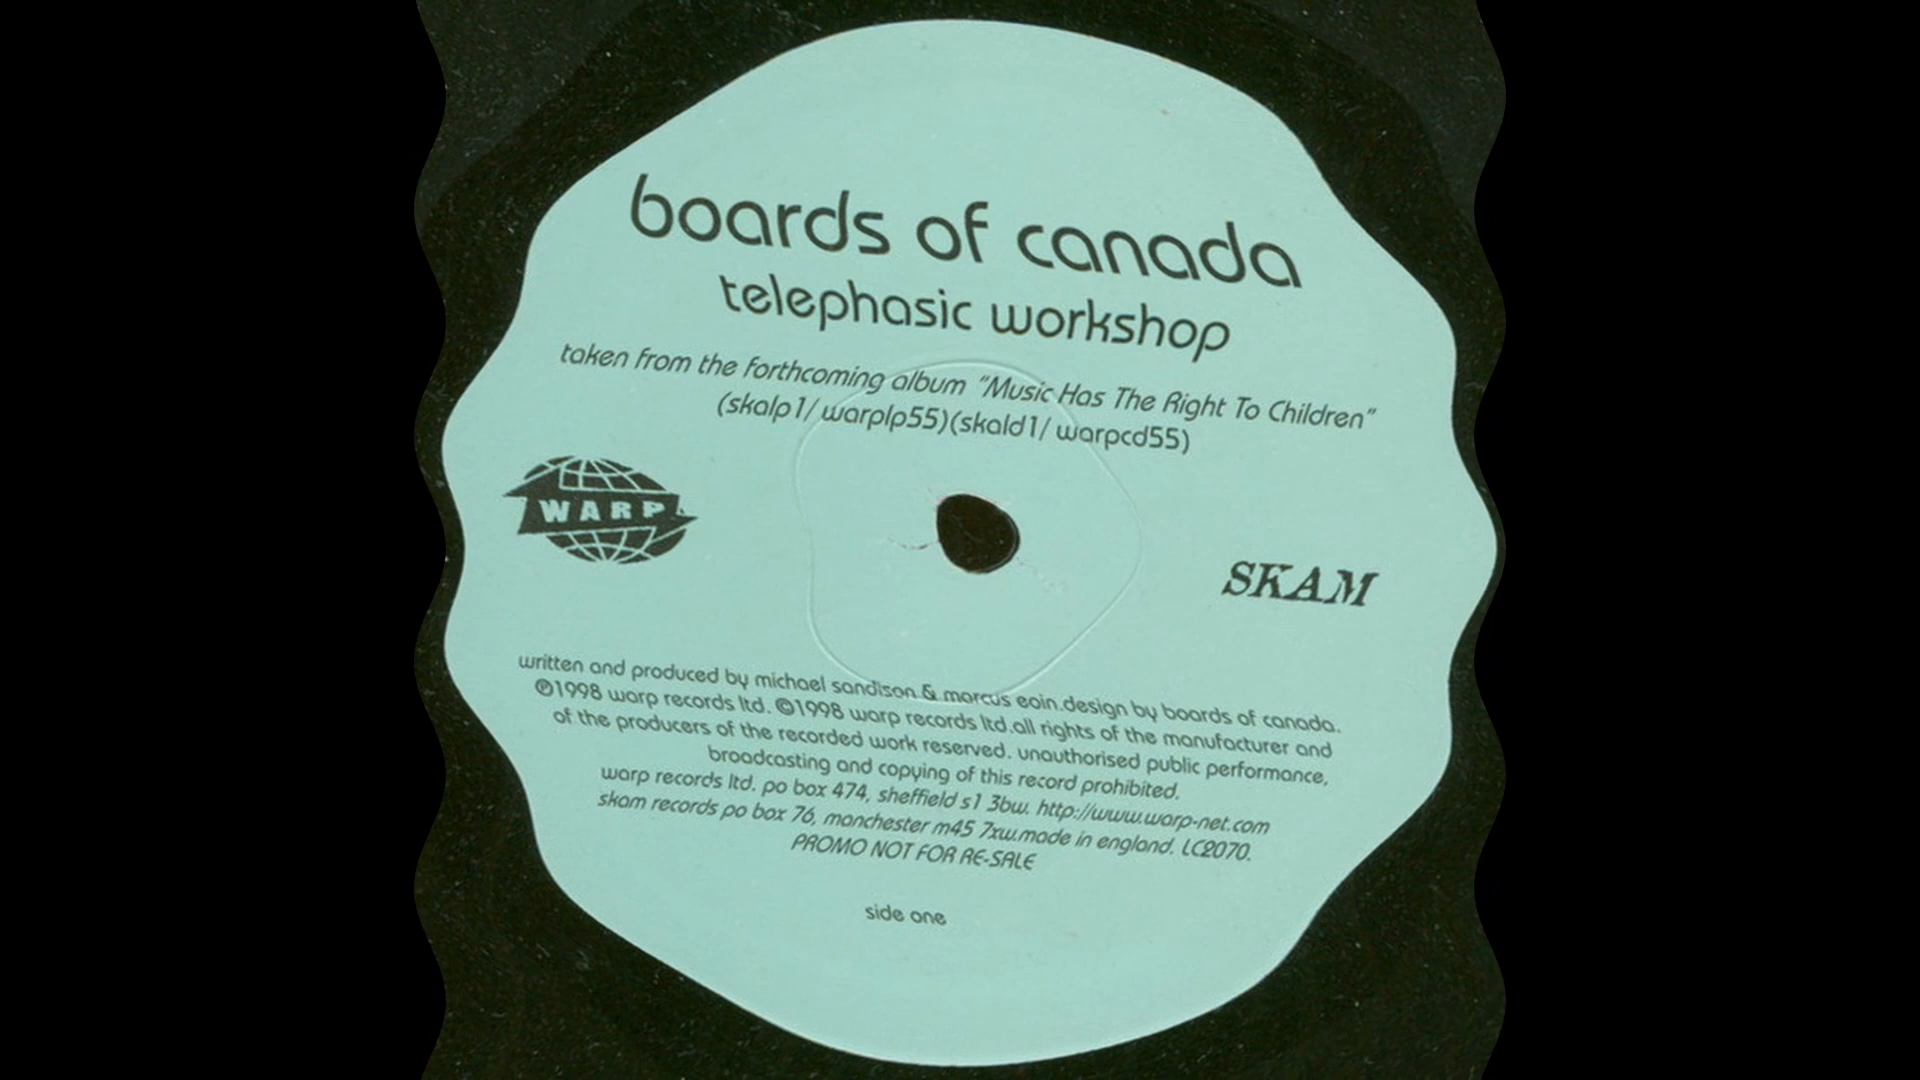 boards of canada
telephasic workshop
taken from the forthcoming album "Music Has The Right To Children"
(skalp1/ warplp55)(skald1/ warpcd55)
WARP
SKAM
written and produced by michael sandison & marcus eoin.design by boards of canada.
℗1998 warp records ltd. ©1998 warp records ltd.all rights of the manufacturer and
of the producers of the recorded work reserved. unauthorised public performance,
broadcasting and copying of this record prohibited.
warp records ltd. po box 474, sheffield s1 3bw. http://www.warp-net.com
skam records po box 76, manchester m45 7xw.made in england. LC2070.
PROMO NOT FOR RE-SALE
side one